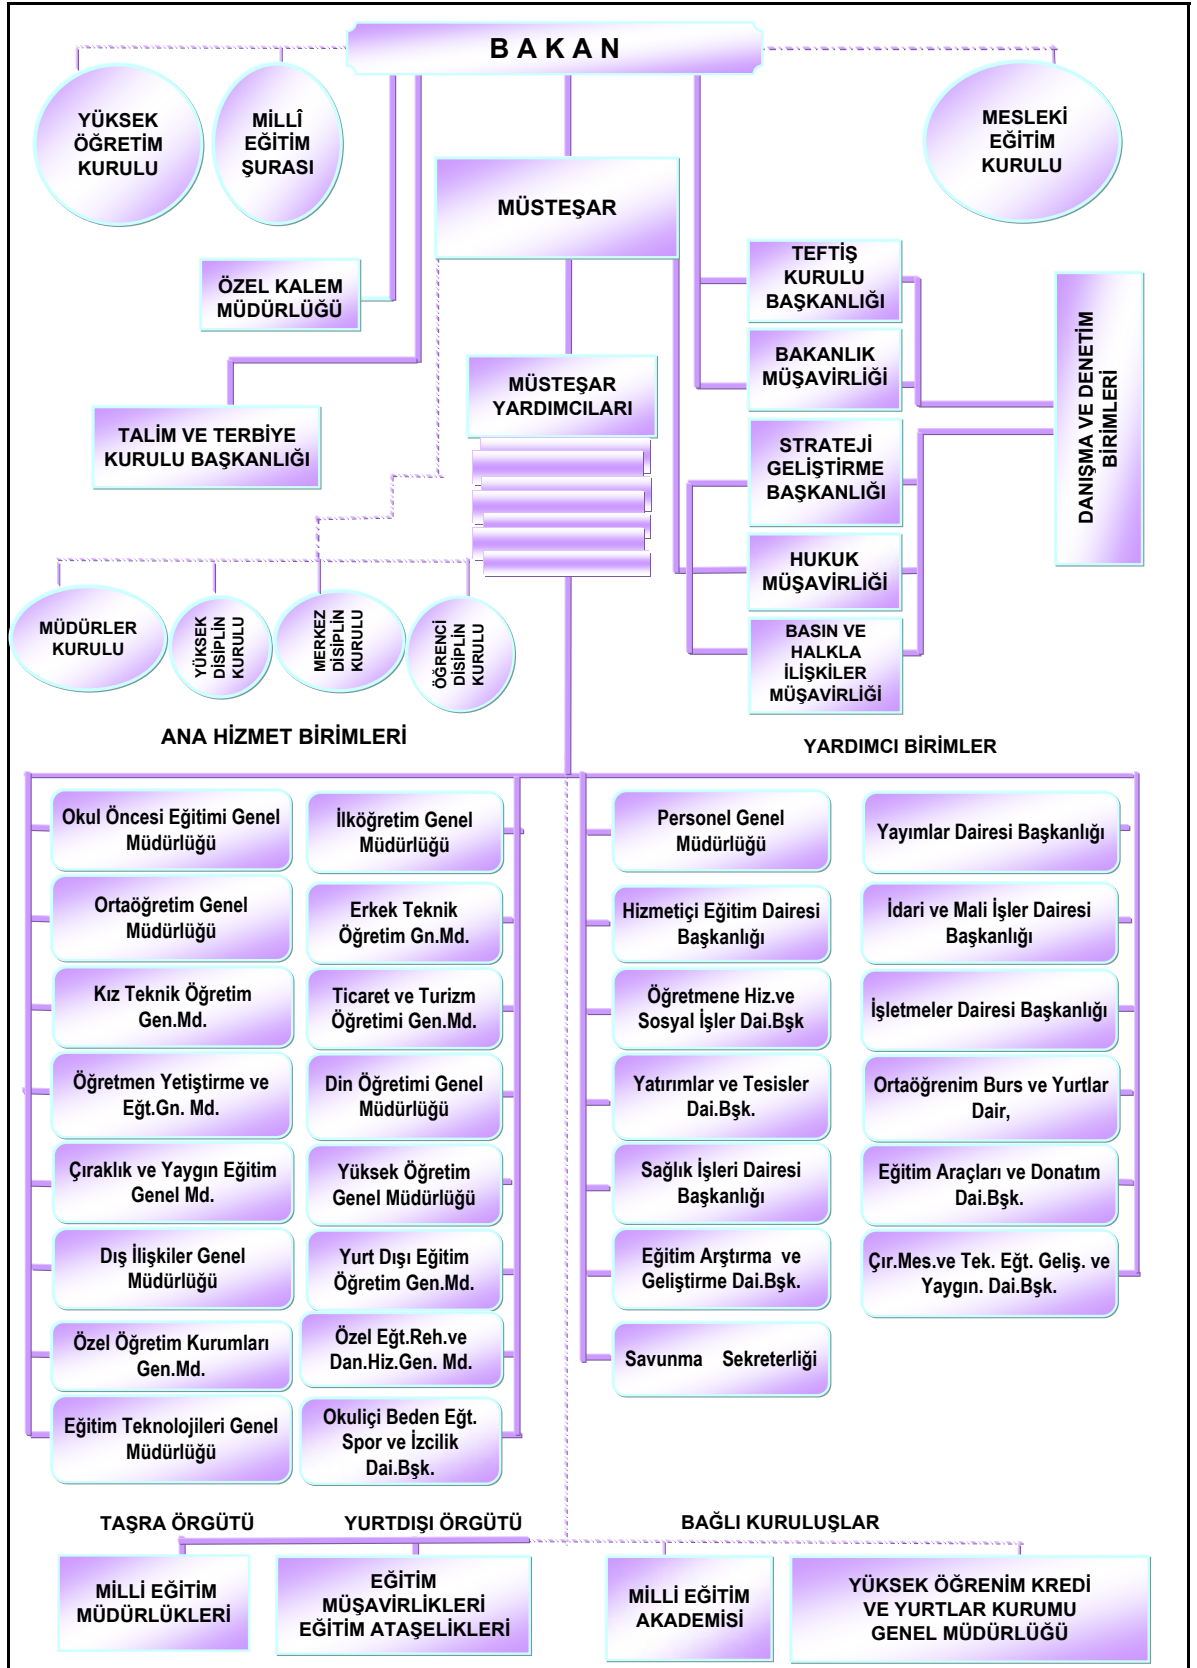 B A K A N
YÜKSEK
ÖĞRETİM
KURULU
MİLLÎ
EĞİTİM
ŞURASI
MESLEKİ
EĞİTİM
KURULU
MÜSTEŞAR
ÖZEL KALEM
MÜDÜRLÜĞÜ
TEFTİŞ
KURULU
BAŞKANLIĞI
BAKANLIK
MÜŞAVİRLİĞİ
MÜSTEŞAR
YARDIMCILARI
TALİM VE TERBİYE
KURULU BAŞKANLIĞI
STRATEJİ
GELİŞTİRME
BAŞKANLIĞI
DANIŞMA VE DENETİM
BİRİMLERİ
HUKUK
MÜŞAVİRLİĞİ
BASIN VE
HALKLA
İLİŞKİLER
MÜŞAVİRLİĞİ
MÜDÜRLER
KURULU
YÜKSEK
DİSİPLİN
KURULU
MERKEZ
DİSİPLİN
KURULU
ÖĞRENCİ
DİSİPLİN
KURULU
ANA HİZMET BİRİMLERİ
YARDIMCI BİRİMLER
Okul Öncesi Eğitimi Genel
Müdürlüğü
İlköğretim Genel
Müdürlüğü
Personel Genel
Müdürlüğü
Yayımlar Dairesi Başkanlığı
Ortaöğretim Genel
Müdürlüğü
Erkek Teknik
Öğretim Gn.Md.
Hizmetiçi Eğitim Dairesi
Başkanlığı
İdari ve Mali İşler Dairesi
Başkanlığı
Kız Teknik Öğretim
Gen.Md.
Ticaret ve Turizm
Öğretimi Gen.Md.
Öğretmene Hiz.ve
Sosyal İşler Dai.Bşk
İşletmeler Dairesi Başkanlığı
Öğretmen Yetiştirme ve
Eğt.Gn. Md.
Din Öğretimi Genel
Müdürlüğü
Yatırımlar ve Tesisler
Dai.Bşk.
Ortaöğrenim Burs ve Yurtlar
Dair,
Çıraklık ve Yaygın Eğitim
Genel Md.
Yüksek Öğretim
Genel Müdürlüğü
Sağlık İşleri Dairesi
Başkanlığı
Eğitim Araçları ve Donatım
Dai.Bşk.
Dış İlişkiler Genel
Müdürlüğü
Yurt Dışı Eğitim
Öğretim Gen.Md.
Eğitim Arştırma ve
Geliştirme Dai.Bşk.
Çır.Mes.ve Tek. Eğt. Geliş. ve
Yaygın. Dai.Bşk.
Özel Öğretim Kurumları
Gen.Md.
Özel Eğt.Reh.ve
Dan.Hiz.Gen. Md.
Savunma Sekreterliği
Eğitim Teknolojileri Genel
Müdürlüğü
Okuliçi Beden Eğt.
Spor ve İzcilik
Dai.Bşk.
TAŞRA ÖRGÜTÜ
YURTDIŞI ÖRGÜTÜ
BAĞLI KURULUŞLAR
MİLLİ EĞİTİM
MÜDÜRLÜKLERİ
EĞİTİM
MÜŞAVİRLİKLERİ
EĞİTİM ATAŞELİKLERİ
MİLLİ EĞİTİM
AKADEMİSİ
YÜKSEK ÖĞRENİM KREDİ
VE YURTLAR KURUMU
GENEL MÜDÜRLÜĞÜ